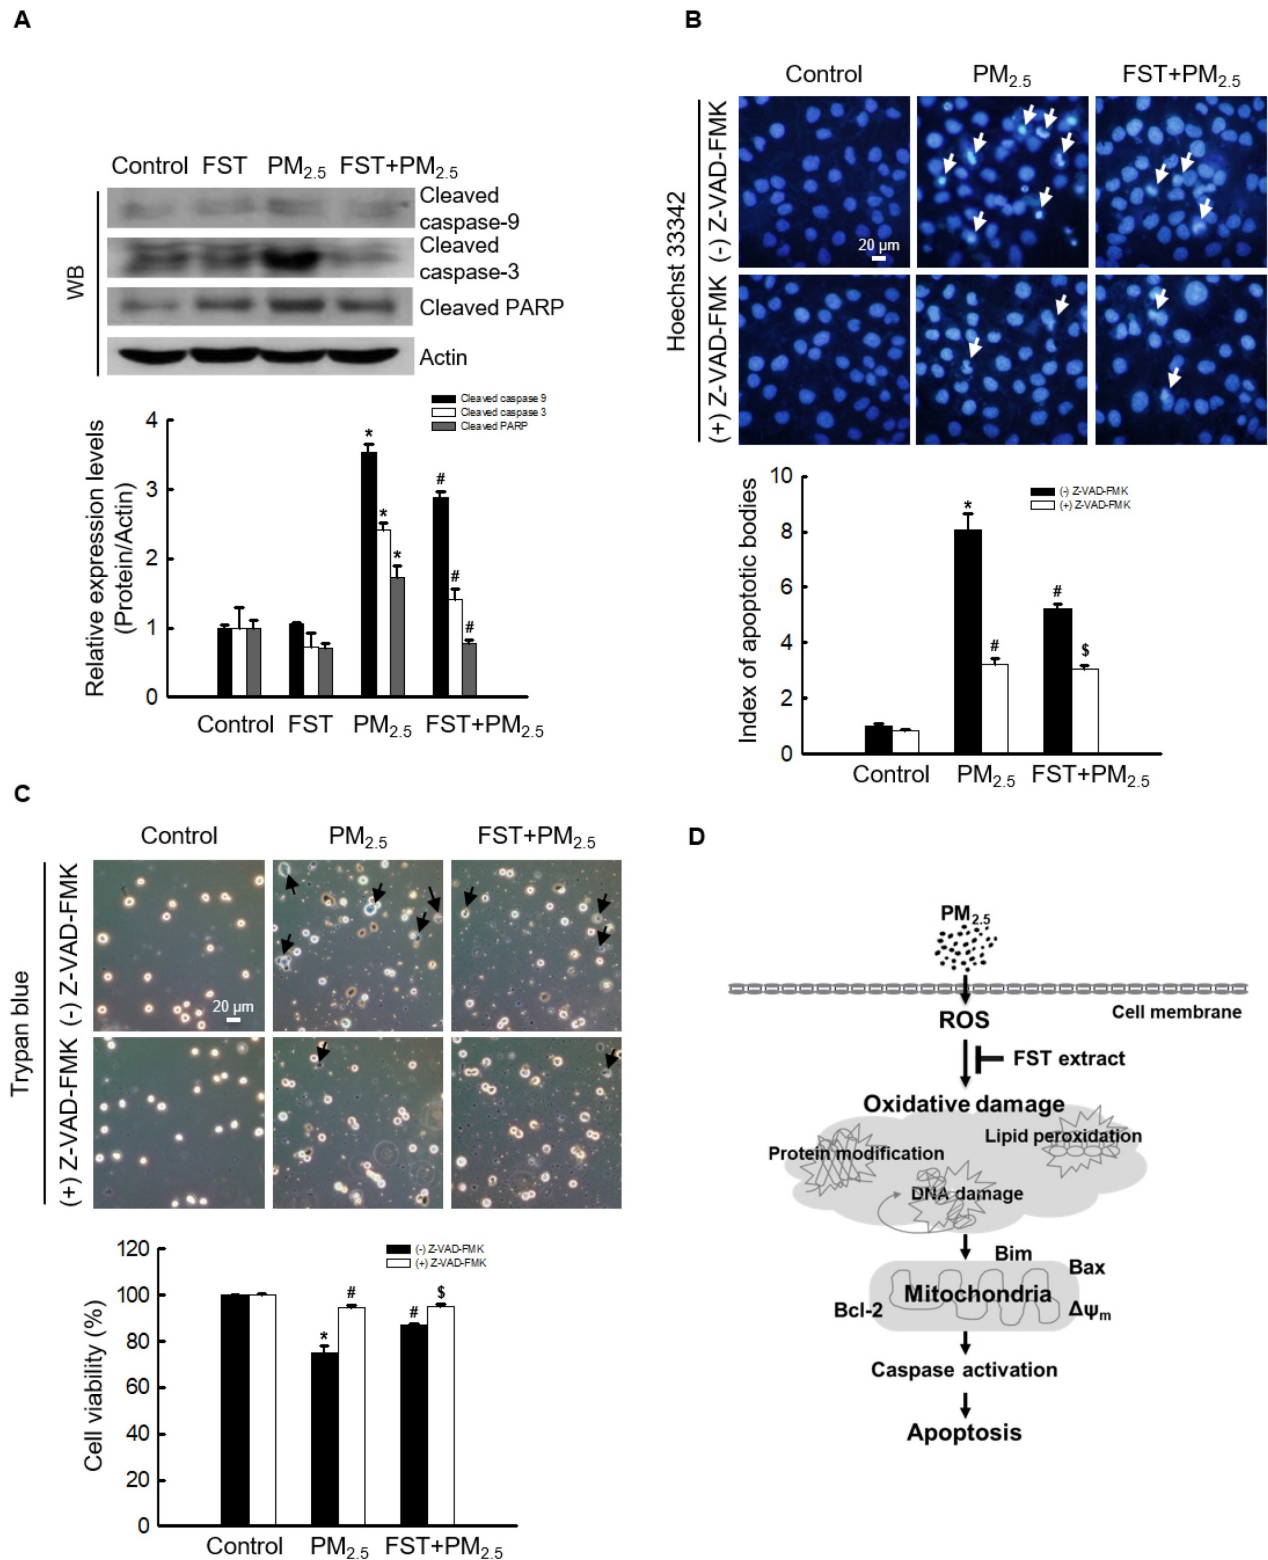 A
Control FST PM2.5 FST+PM2.5
WB
Cleaved
caspase-9
Cleaved
caspase-3
Cleaved PARP
Actin
Cleaved caspase 9
Cleaved caspase 3
Cleaved PARP
Relative expression levels
(Protein/Actin)
4
3
2
1
0
* * *
# # #
Control FST PM2.5 FST+PM2.5
B
Control PM2.5 FST+PM2.5
Hoechst 33342
(-) Z-VAD-FMK
(+) Z-VAD-FMK
20 μm
(-) Z-VAD-FMK
(+) Z-VAD-FMK
Index of apoptotic bodies
10
8
6
4
2
0
* # # $
Control PM2.5 FST+PM2.5
C
Control PM2.5 FST+PM2.5
Trypan blue
(-) Z-VAD-FMK
(+) Z-VAD-FMK
20 μm
(-) Z-VAD-FMK
(+) Z-VAD-FMK
Cell viability (%)
120
100
80
60
40
20
0
* # # $
Control PM2.5 FST+PM2.5
D
PM2.5
Cell membrane
ROS
FST extract
Oxidative damage
Lipid peroxidation
Protein modification
DNA damage
Bim
Bax
Mitochondria
Bcl-2
Δψm
Caspase activation
Apoptosis